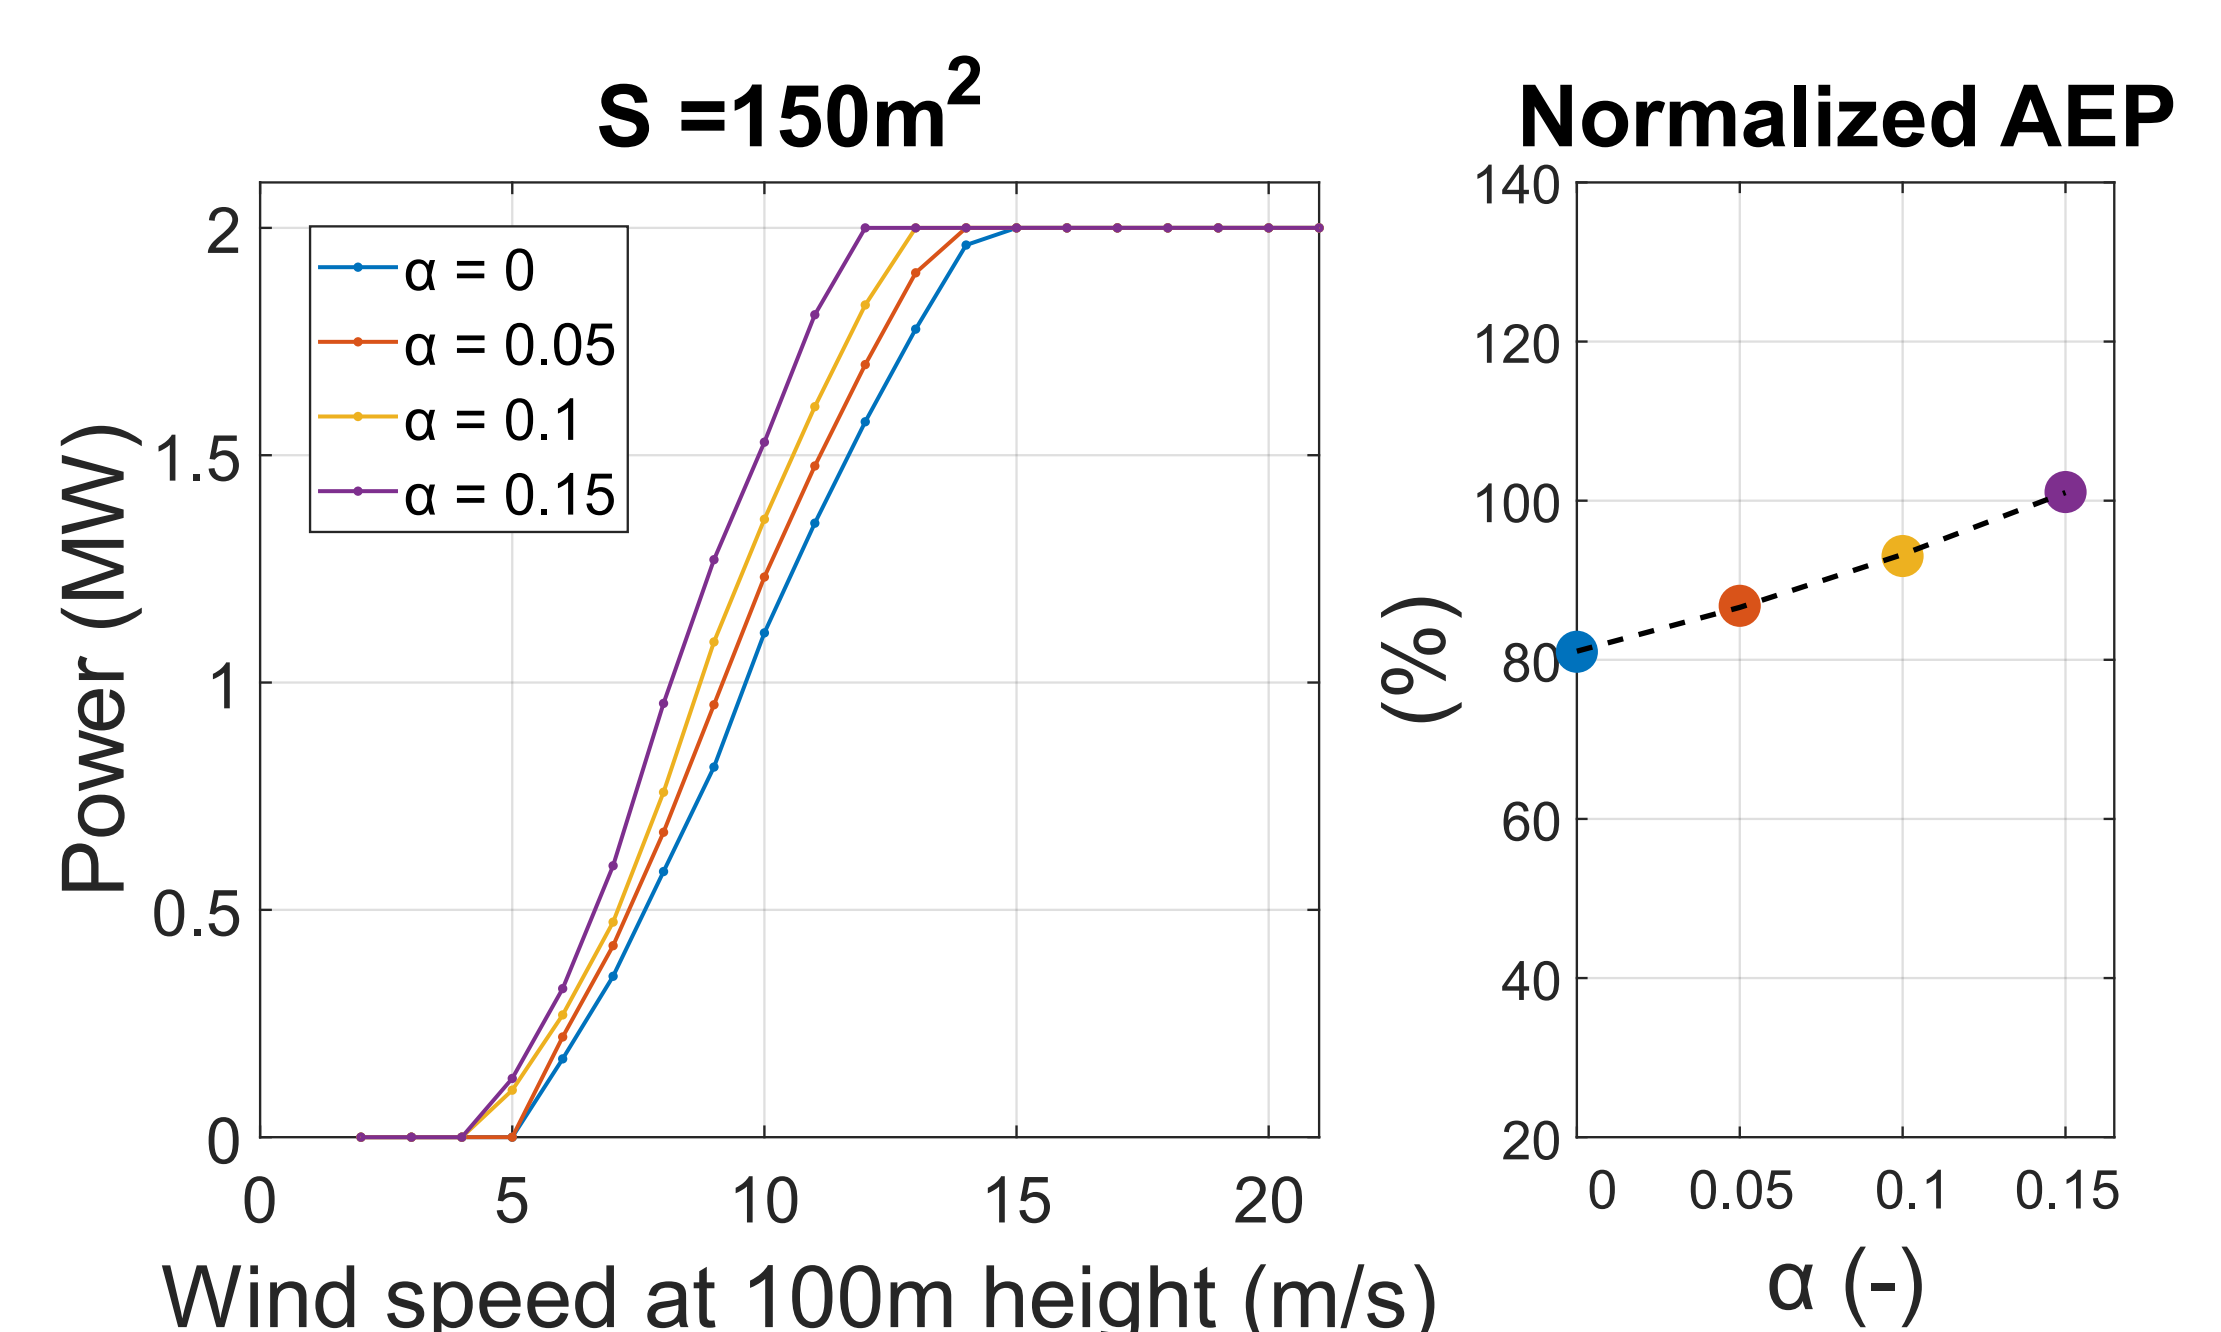 S =150m²
Normalized AEP
Power (MW)
2
1.5
1
0.5
0
α = 0
α = 0.05
α = 0.1
α = 0.15
0 5 10 15 20
Wind speed at 100m height (m/s)
(%)
140
120
100
80
60
40
20
0 0.05 0.1 0.15
α (-)